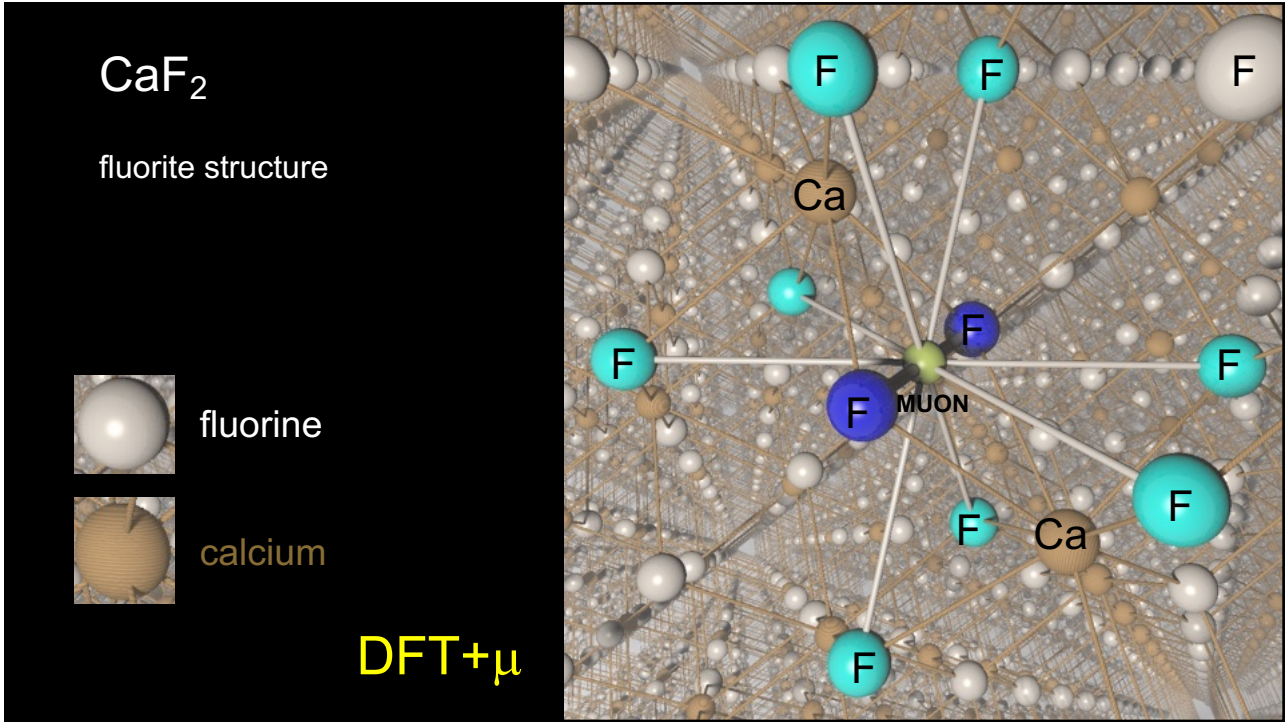 CaF₂
fluorite structure
fluorine
calcium
DFT+μ
F
F
F
Ca
F
F
F
F
MUON
F
F
Ca
F